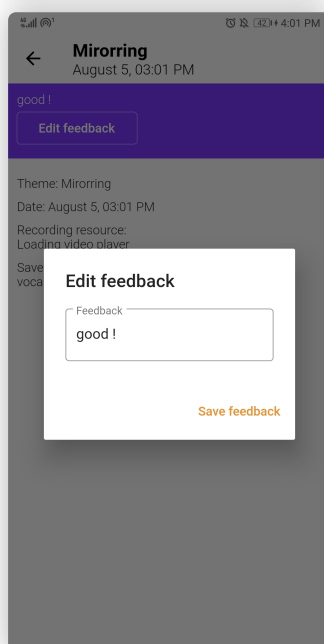 42 4:01 PM
Mirorring
August 5, 03:01 PM
good !
Edit feedback
Theme: Mirorring
Date: August 5, 03:01 PM
Recording resource:
Loading video player
Save
voca
Edit feedback
Feedback
good !
Save feedback